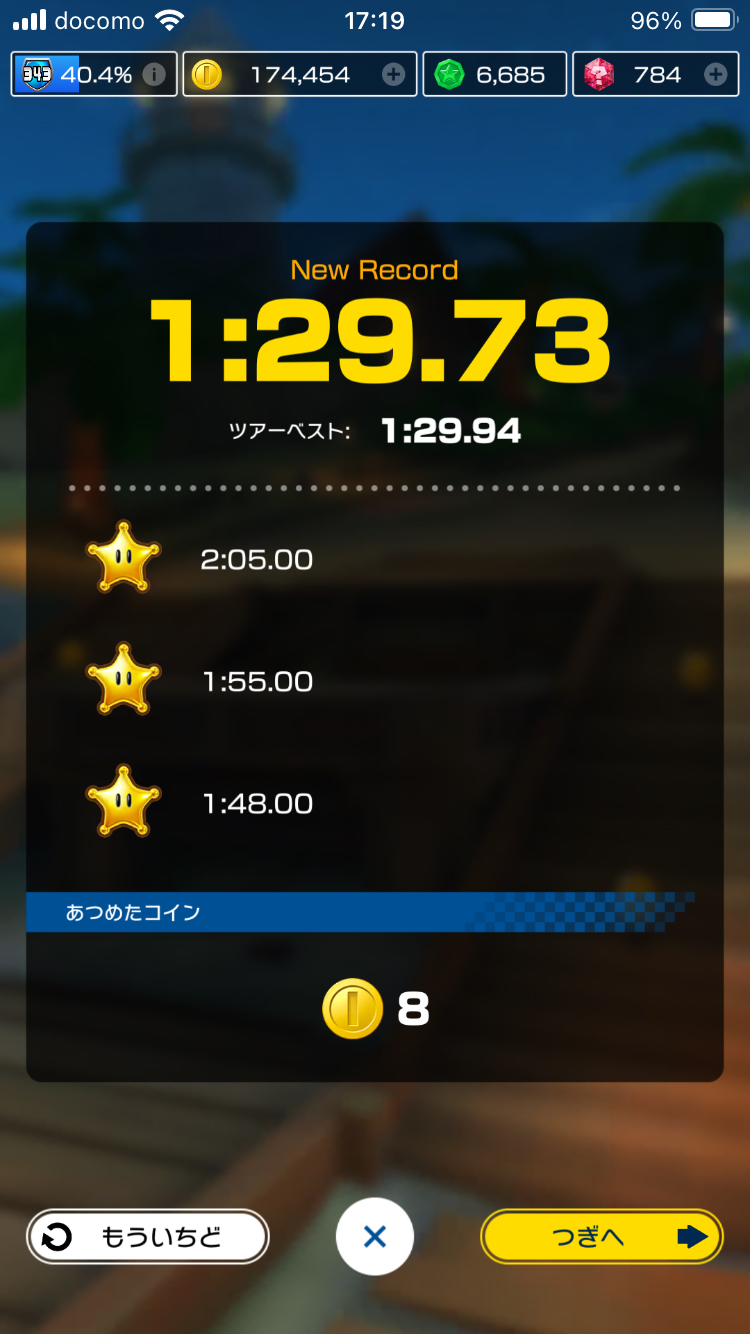 docomo 17:19 96%
343 40.4% i 174,454 + 6,685 ? 784 +
New Record
1:29.73
ツアーベスト: 1:29.94
2:05.00
1:55.00
1:48.00
あつめたコイン
8
もういちど × つぎへ